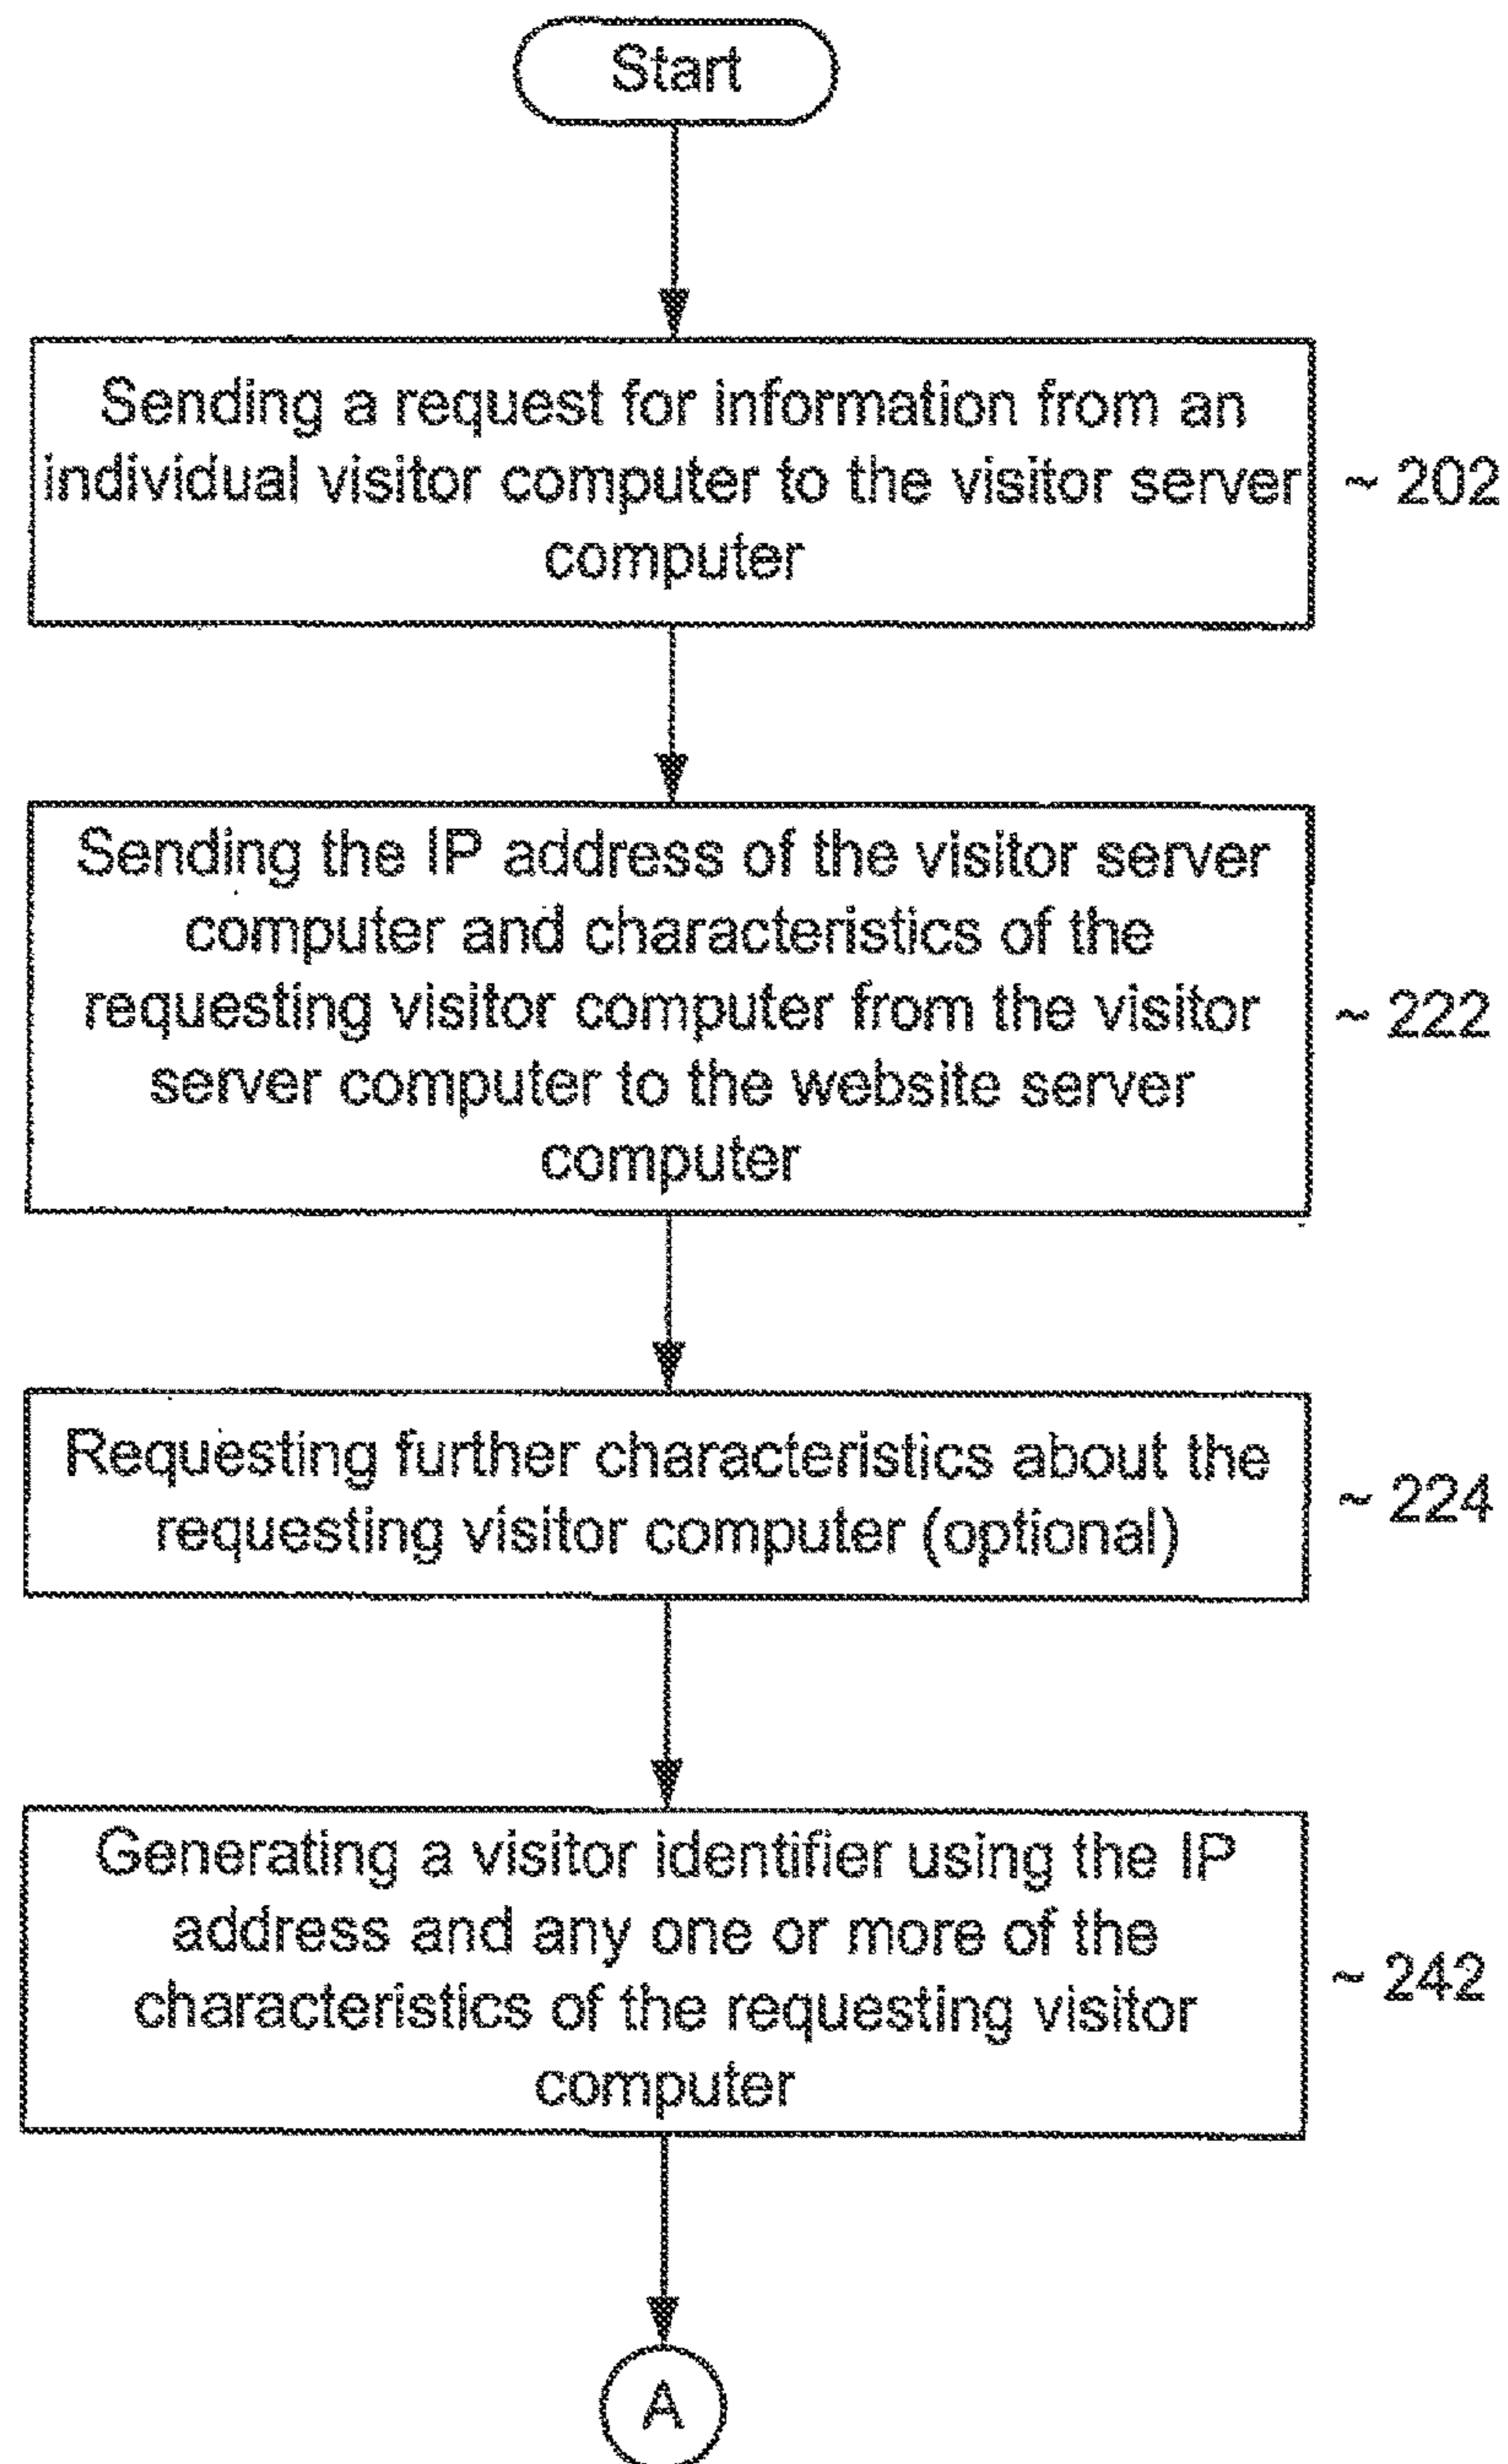 Start
Sending a request for information from an
individual visitor computer to the visitor server
computer
~ 202
Sending the IP address of the visitor server
computer and characteristics of the
requesting visitor computer from the visitor
server computer to the website server
computer
~ 222
Requesting further characteristics about the
requesting visitor computer (optional)
~ 224
Generating a visitor identifier using the IP
address and any one or more of the
characteristics of the requesting visitor
computer
~ 242
A